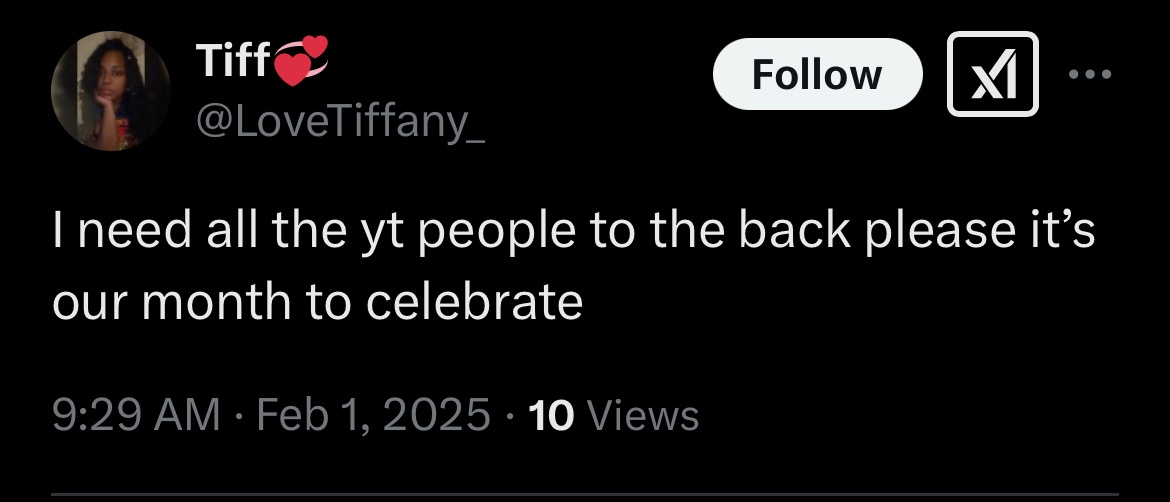 Tiff💞
@LoveTiffany_
Follow
I need all the yt people to the back please it’s
our month to celebrate
9:29 AM · Feb 1, 2025 · 10 Views